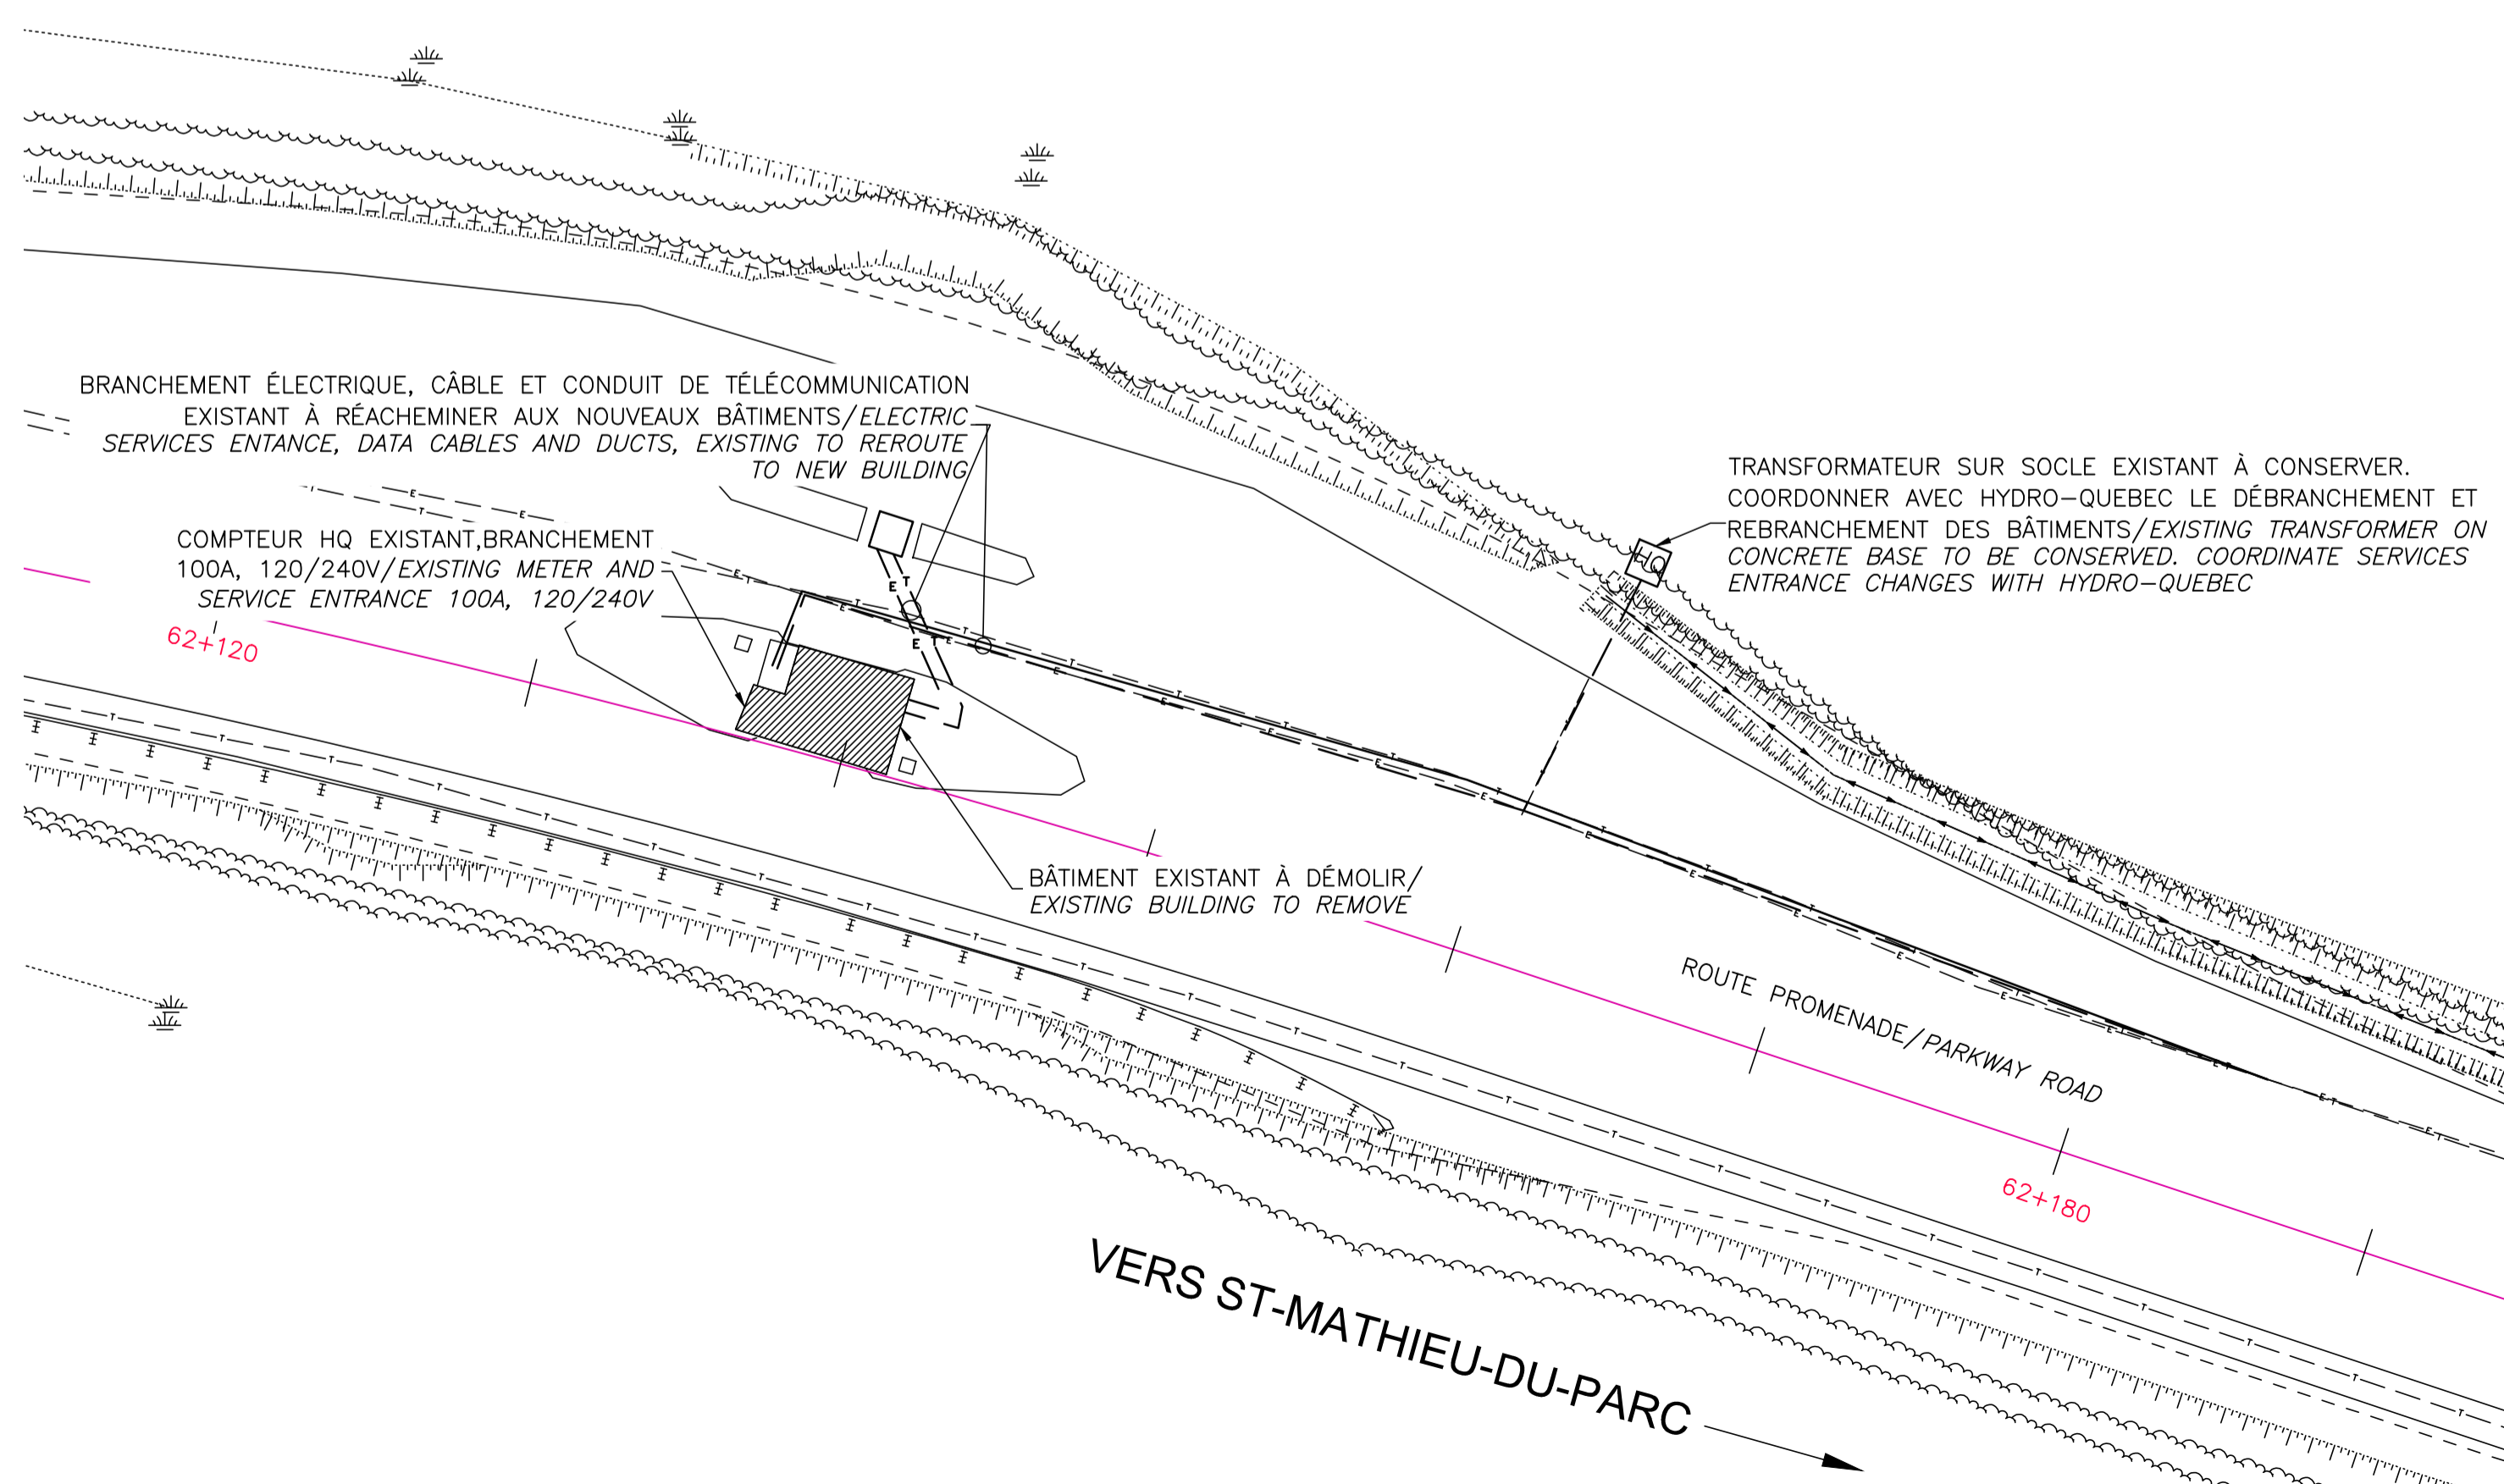 BRANCHEMENT ÉLECTRIQUE, CÂBLE ET CONDUIT DE TÉLÉCOMMUNICATION
EXISTANT À RÉACHEMINER AUX NOUVEAUX BÂTIMENTS/ELECTRIC
SERVICES ENTANCE, DATA CABLES AND DUCTS, EXISTING TO REROUTE
TO NEW BUILDING
COMPTEUR HQ EXISTANT,BRANCHEMENT
100A, 120/240V/EXISTING METER AND
SERVICE ENTRANCE 100A, 120/240V
TRANSFORMATEUR SUR SOCLE EXISTANT À CONSERVER.
COORDONNER AVEC HYDRO-QUEBEC LE DÉBRANCHEMENT ET
REBRANCHEMENT DES BÂTIMENTS/EXISTING TRANSFORMER ON
CONCRETE BASE TO BE CONSERVED. COORDINATE SERVICES
ENTRANCE CHANGES WITH HYDRO-QUEBEC
HQ
62+120
BÂTIMENT EXISTANT À DÉMOLIR/
EXISTING BUILDING TO REMOVE
ROUTE PROMENADE/PARKWAY ROAD
62+180
VERS ST-MATHIEU-DU-PARC